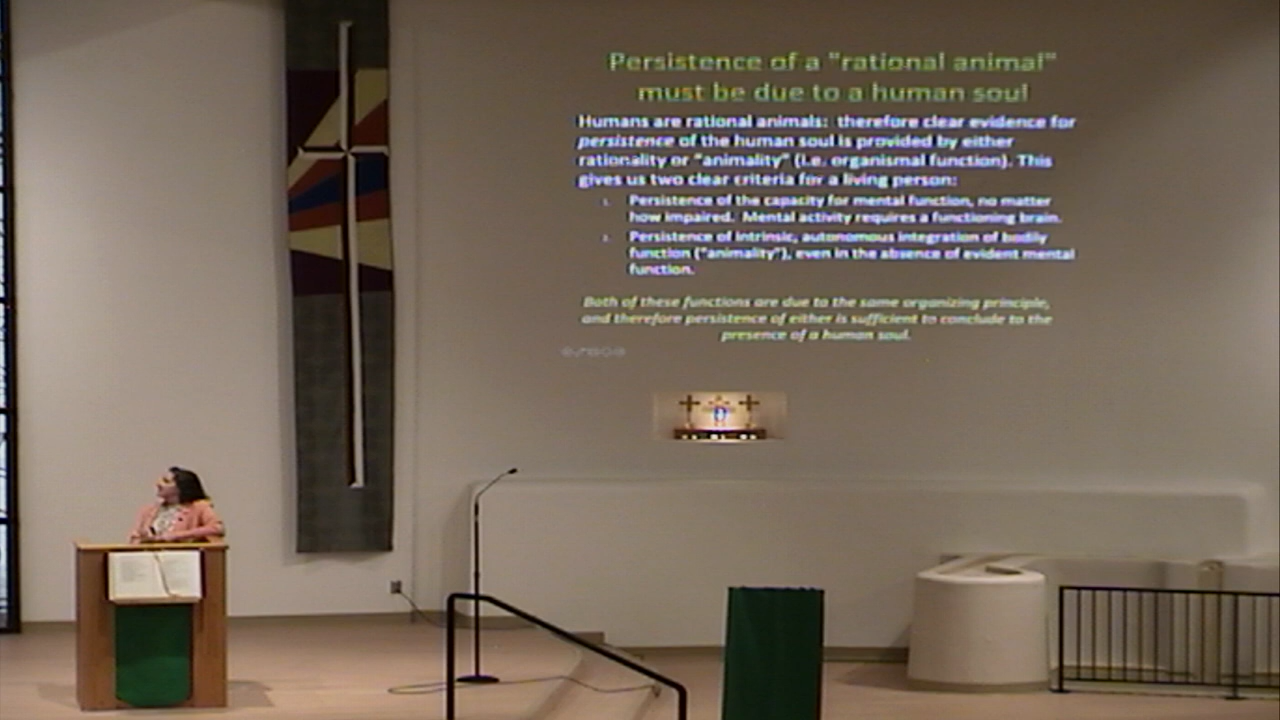 Persistence of a "rational animal"
must be due to a human soul
Humans are rational animals: therefore clear evidence for
persistence of the human soul is provided by either
rationality or "animality" (i.e. organismal function). This
gives us two clear criteria for a living person:
1. Persistence of the capacity for mental function, no matter
how impaired. Mental activity requires a functioning brain.
2. Persistence of intrinsic, autonomous integration of bodily
function ("animality"), even in the absence of evident mental
function.
Both of these functions are due to the same organizing principle,
and therefore persistence of either is sufficient to conclude to the
presence of a human soul.